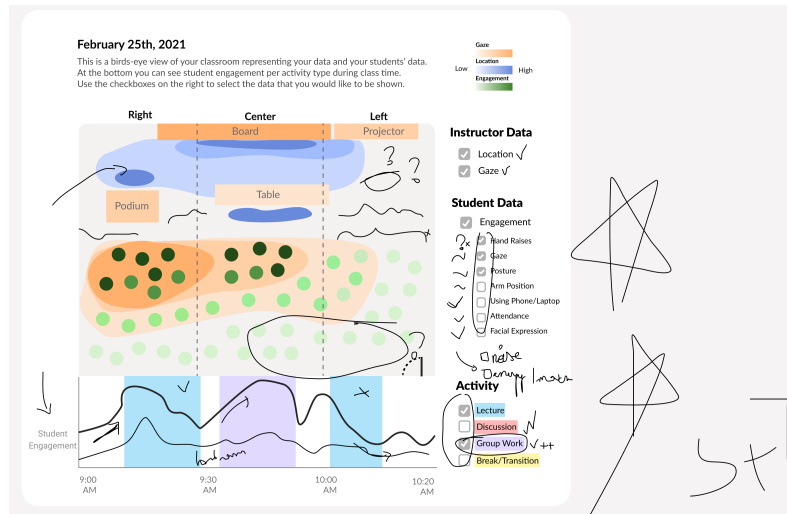 February 25th, 2021
This is a birds-eye view of your classroom representing your data and your students' data.
At the bottom you can see student engagement per activity type during class time.
Use the checkboxes on the right to select the data that you would like to be shown.
Gaze
Location
Low High
Engagement
Right Center Left
Board Projector
Podium
Table
Instructor Data
Location
Gaze
Student Data
Engagement
Hand Raises
Gaze
Posture
Arm Position
Using Phone/Laptop
Attendance
Facial Expression
noise
Activity
Lecture
Discussion
Group Work
++
Break/Transition
Student
Engagement
9:00
AM
9:30
AM
10:00
AM
10:20
AM